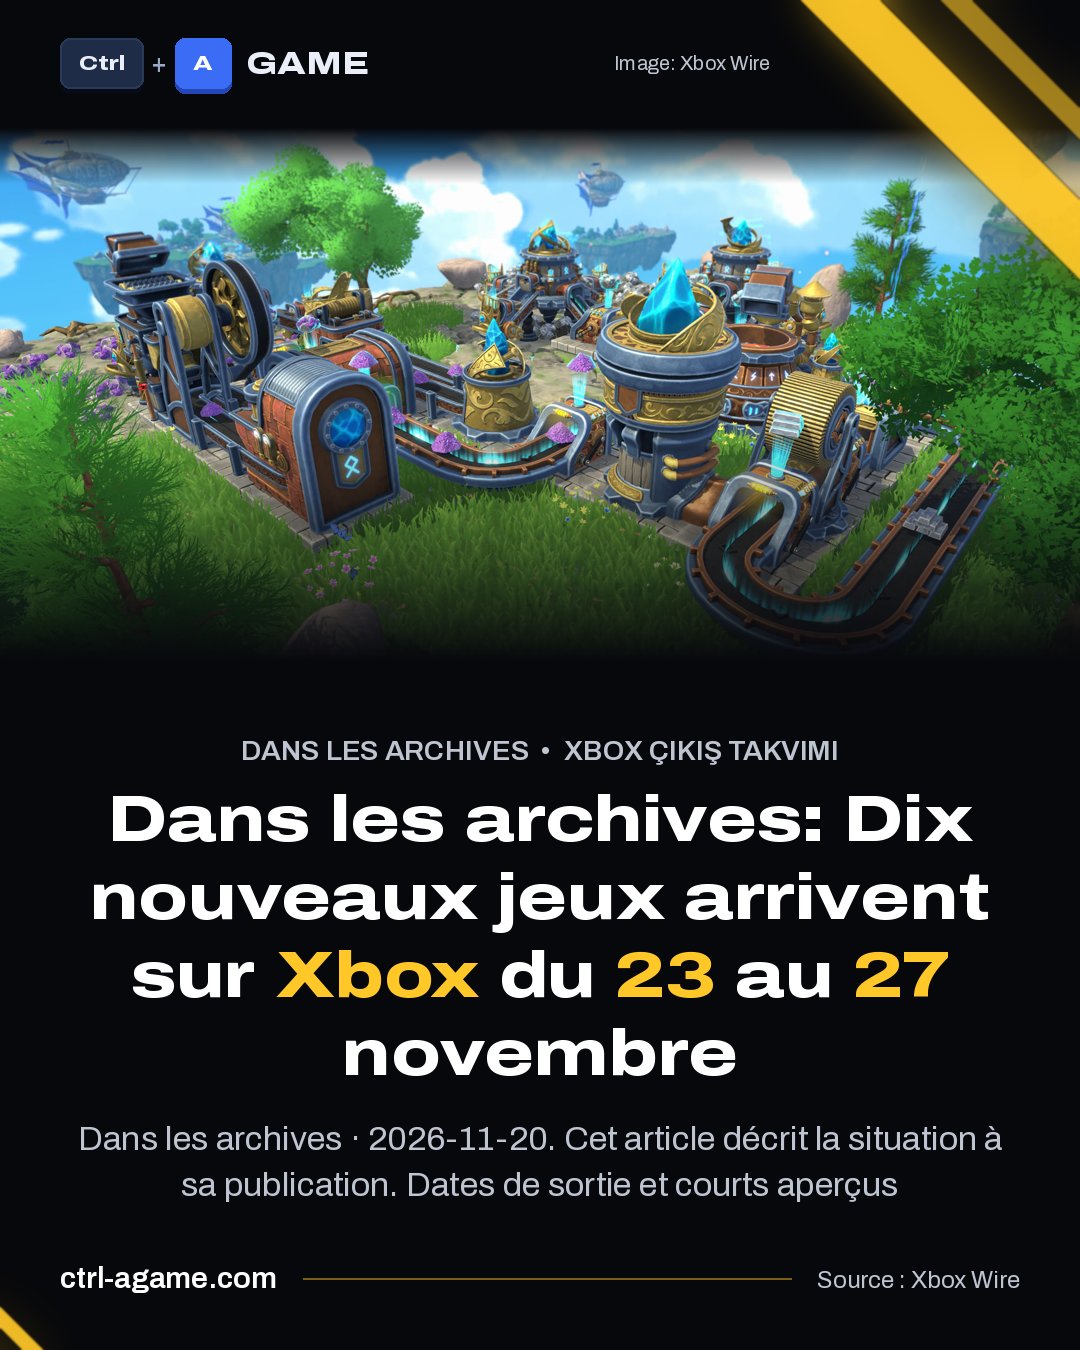 Ctrl + A GAME
Image: Xbox Wire
DANS LES ARCHIVES • XBOX ÇIKIŞ TAKVIMI
Dans les archives: Dix
nouveaux jeux arrivent
sur Xbox du 23 au 27
novembre
Dans les archives · 2026-11-20. Cet article décrit la situation à
sa publication. Dates de sortie et courts aperçus
ctrl-agame.com
Source : Xbox Wire